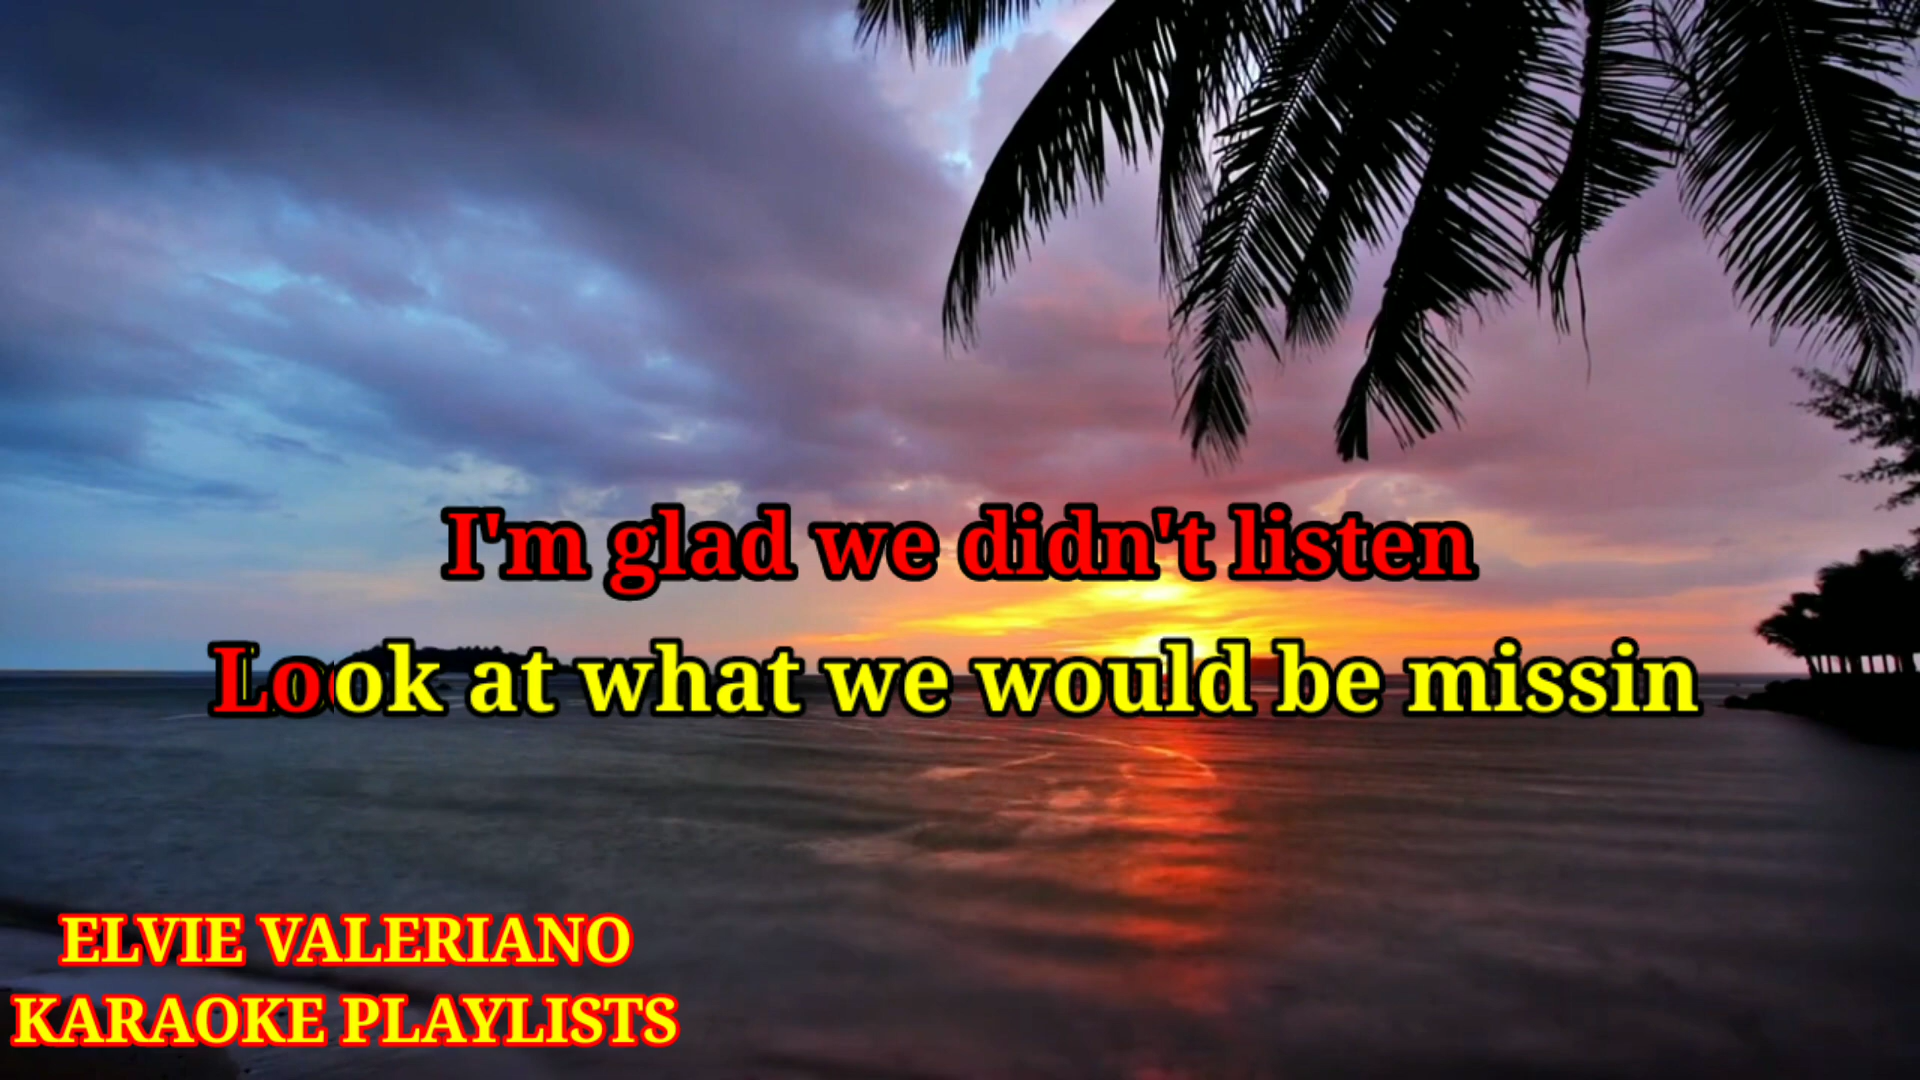 I'm glad we didn't listen
Look at what we would be missin
ELVIE VALERIANO
KARAOKE PLAYLISTS